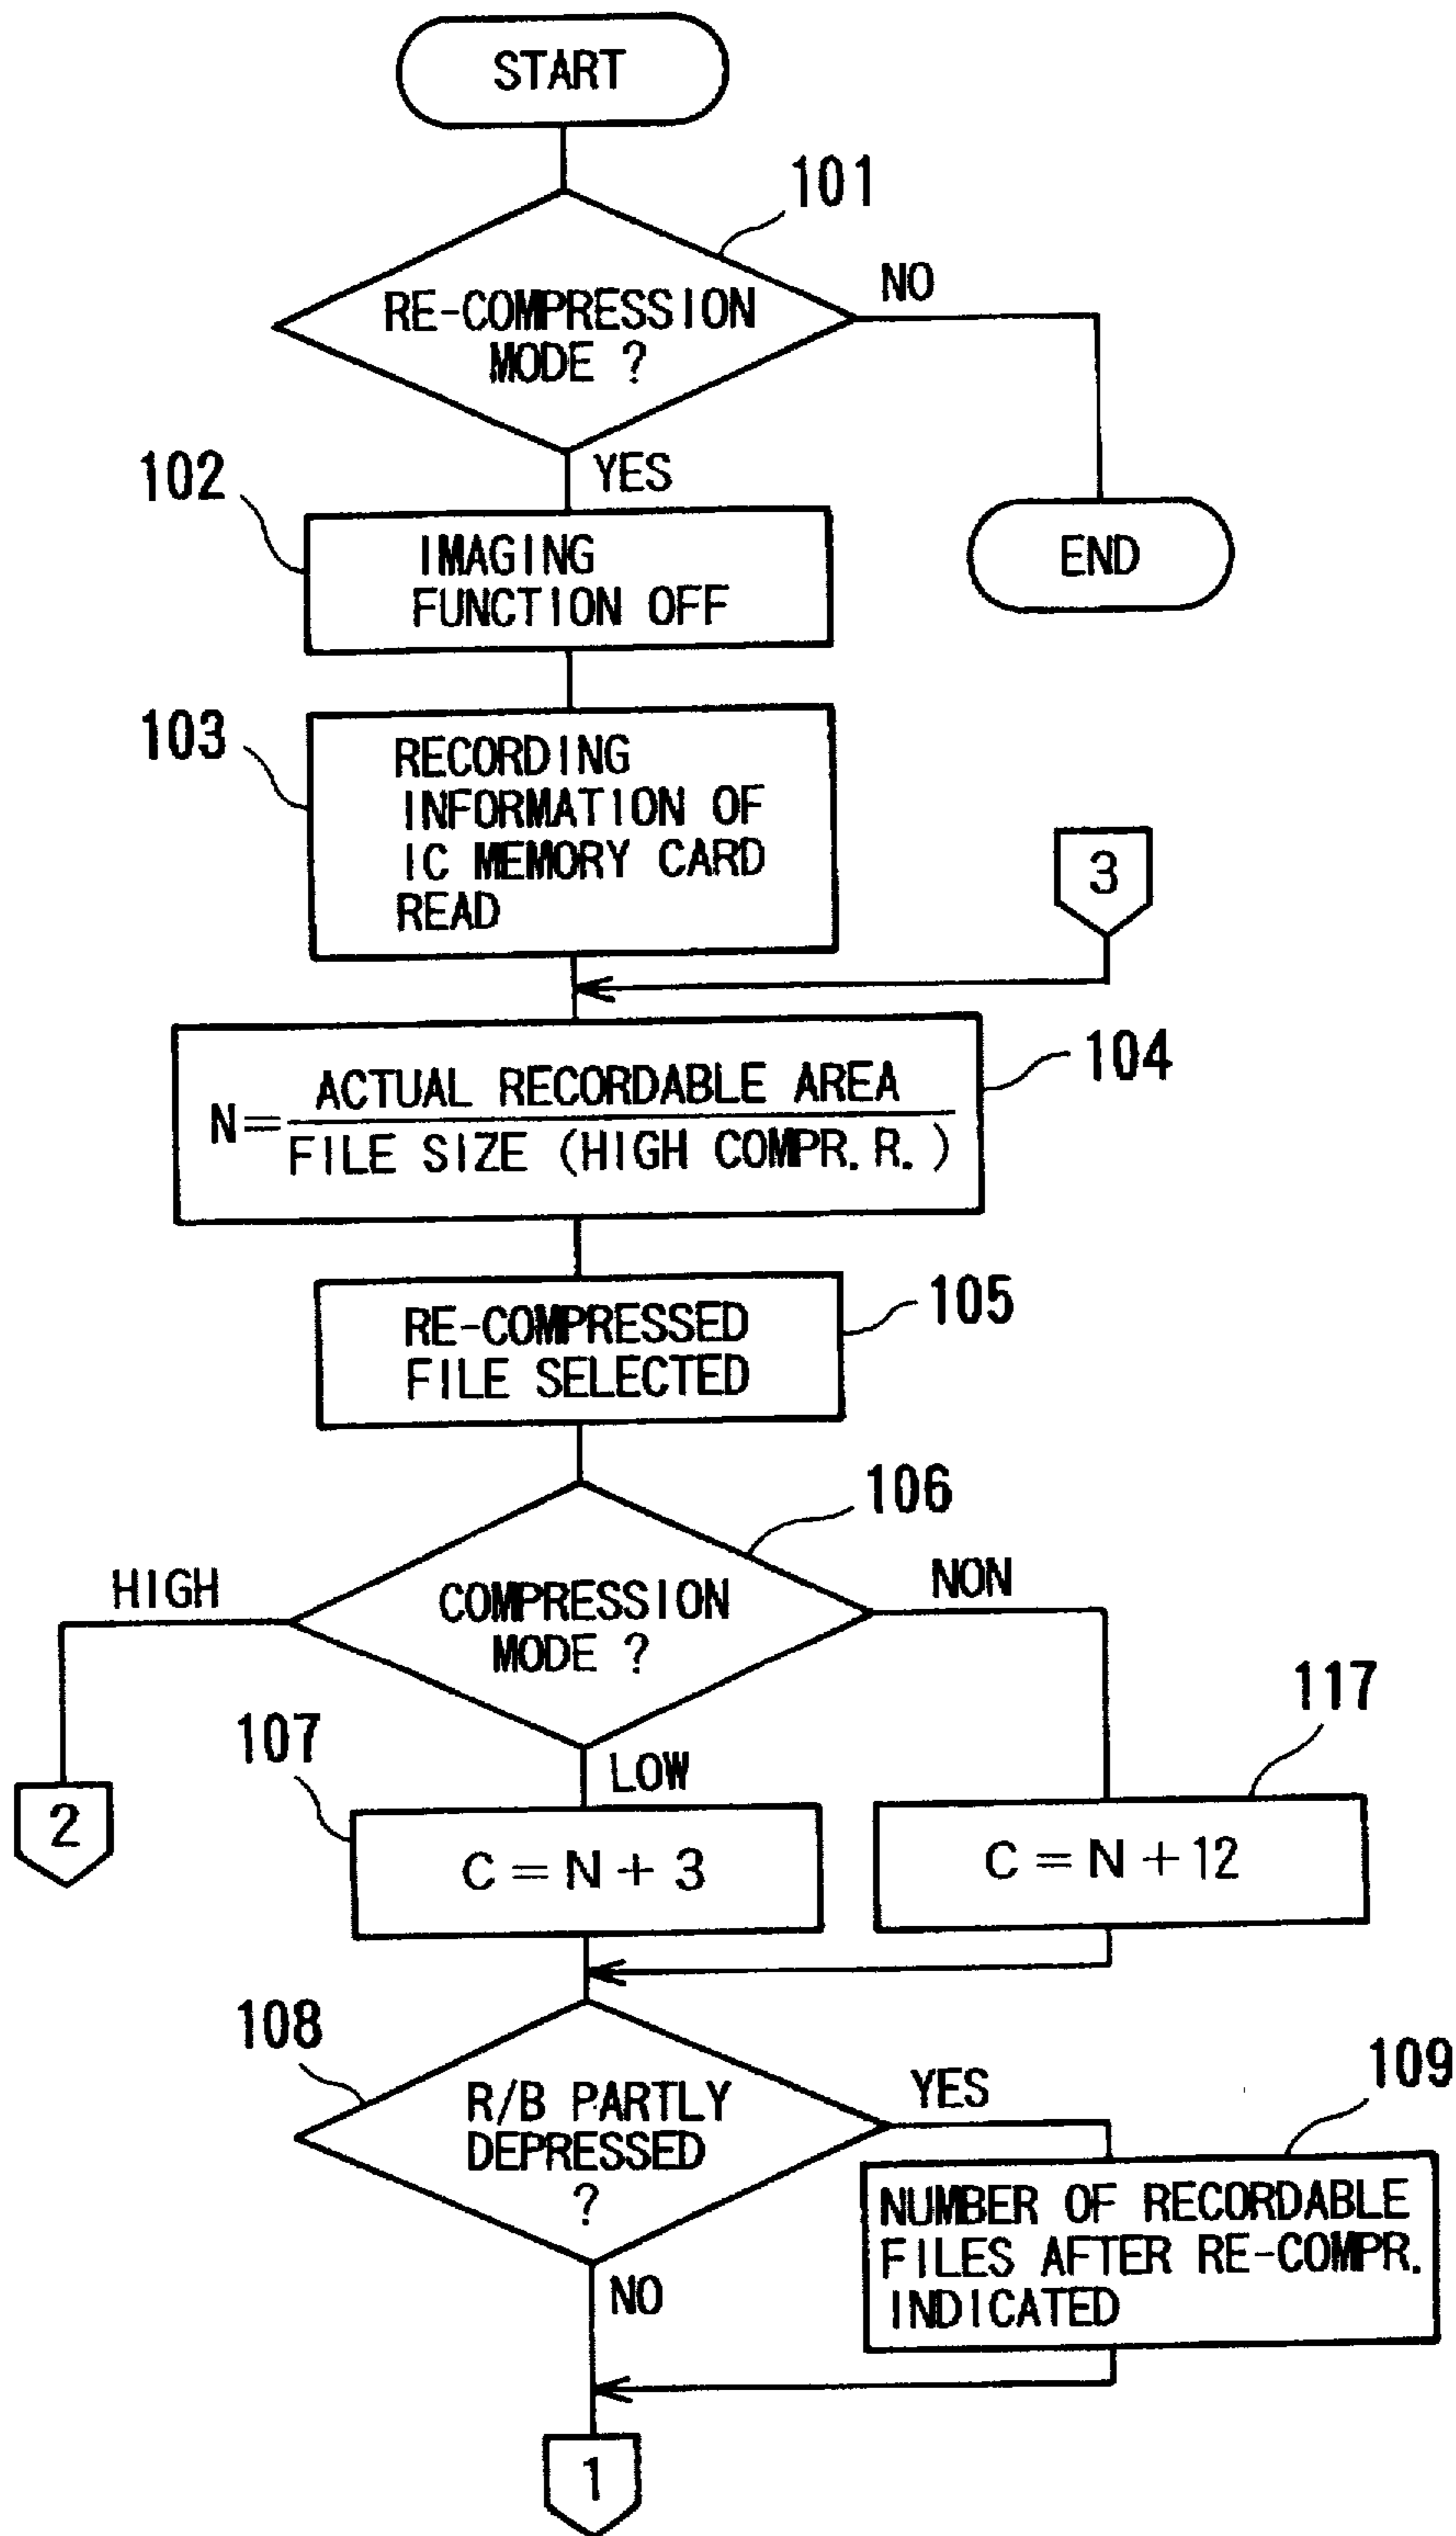 START
101
RE-COMPRESSION
MODE ?
NO
YES
END
102
IMAGING
FUNCTION OFF
103
RECORDING
INFORMATION OF
IC MEMORY CARD
READ
3
104
N=ACTUAL RECORDABLE AREA
FILE SIZE (HIGH COMPR. R. )
105
RE-COMPRESSED
FILE SELECTED
106
COMPRESSION
MODE ?
HIGH
NON
LOW
2
107
C = N + 3
117
C = N + 12
108
R/B PARTLY
DEPRESSED
?
YES
NO
109
NUMBER OF RECORDABLE
FILES AFTER RE-COMPR.
INDICATED
1